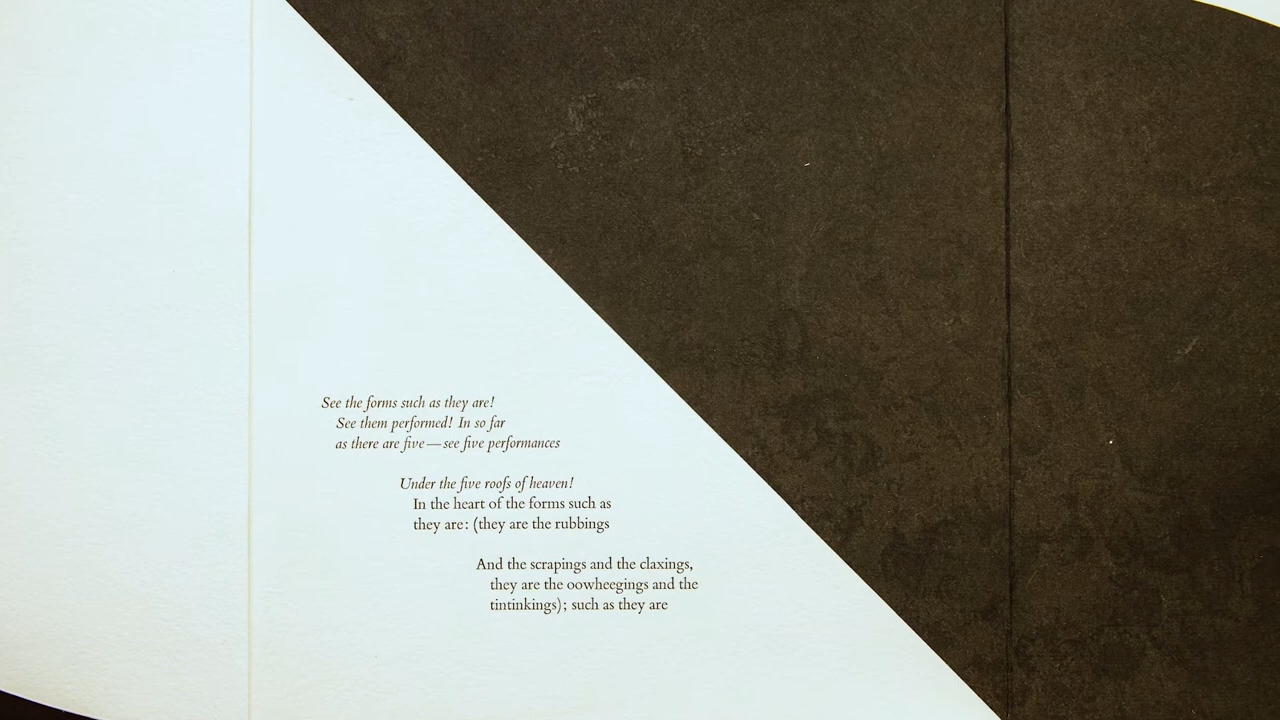 See the forms such as they are!
See them performed! In so far
as there are five—see five performances
Under the five roofs of heaven!
In the heart of the forms such as
they are: (they are the rubbings
And the scrapings and the claxings,
they are the oowheegings and the
tintinkings); such as they are